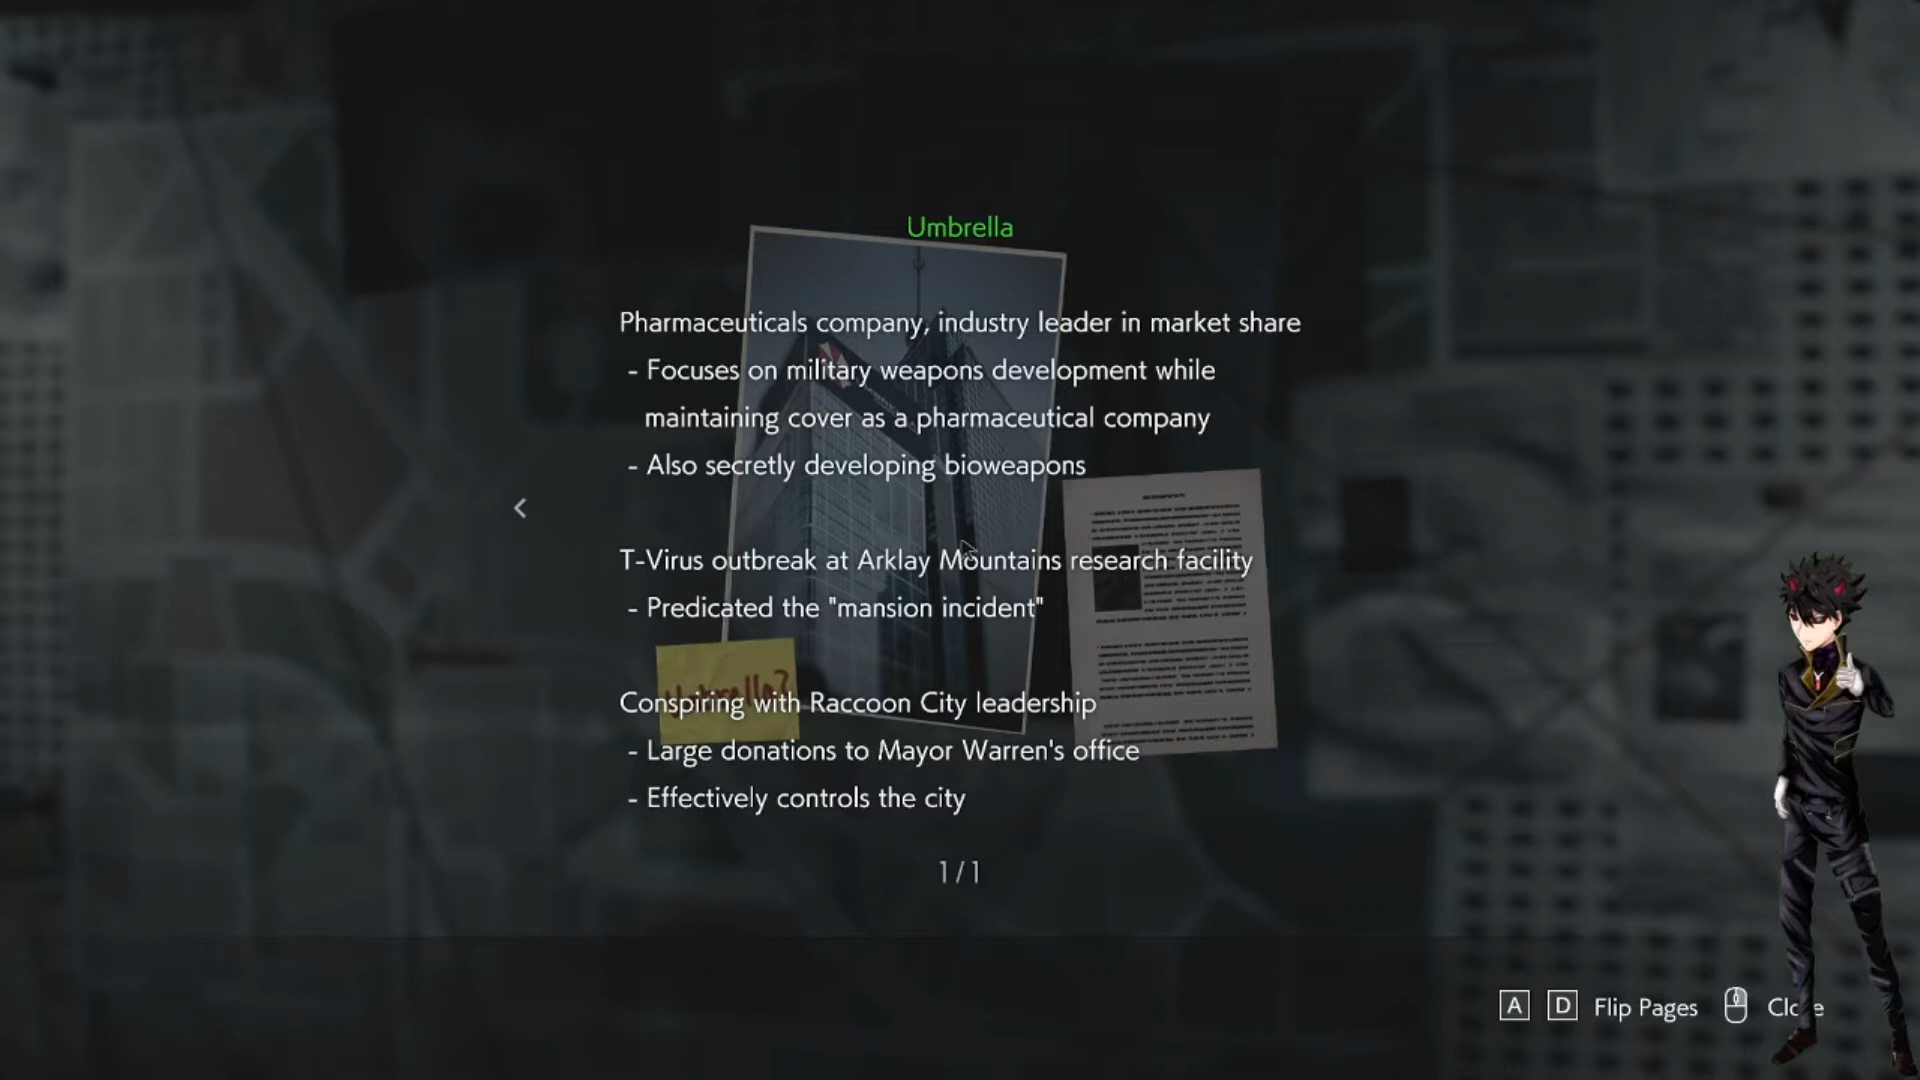 Umbrella
Pharmaceuticals company, industry leader in market share
- Focuses on military weapons development while
maintaining cover as a pharmaceutical company
- Also secretly developing bioweapons
T-Virus outbreak at Arklay Mountains research facility
- Predicated the "mansion incident"
Umbrella?
Conspiring with Raccoon City leadership
- Large donations to Mayor Warren's office
- Effectively controls the city
1/1
A D Flip Pages